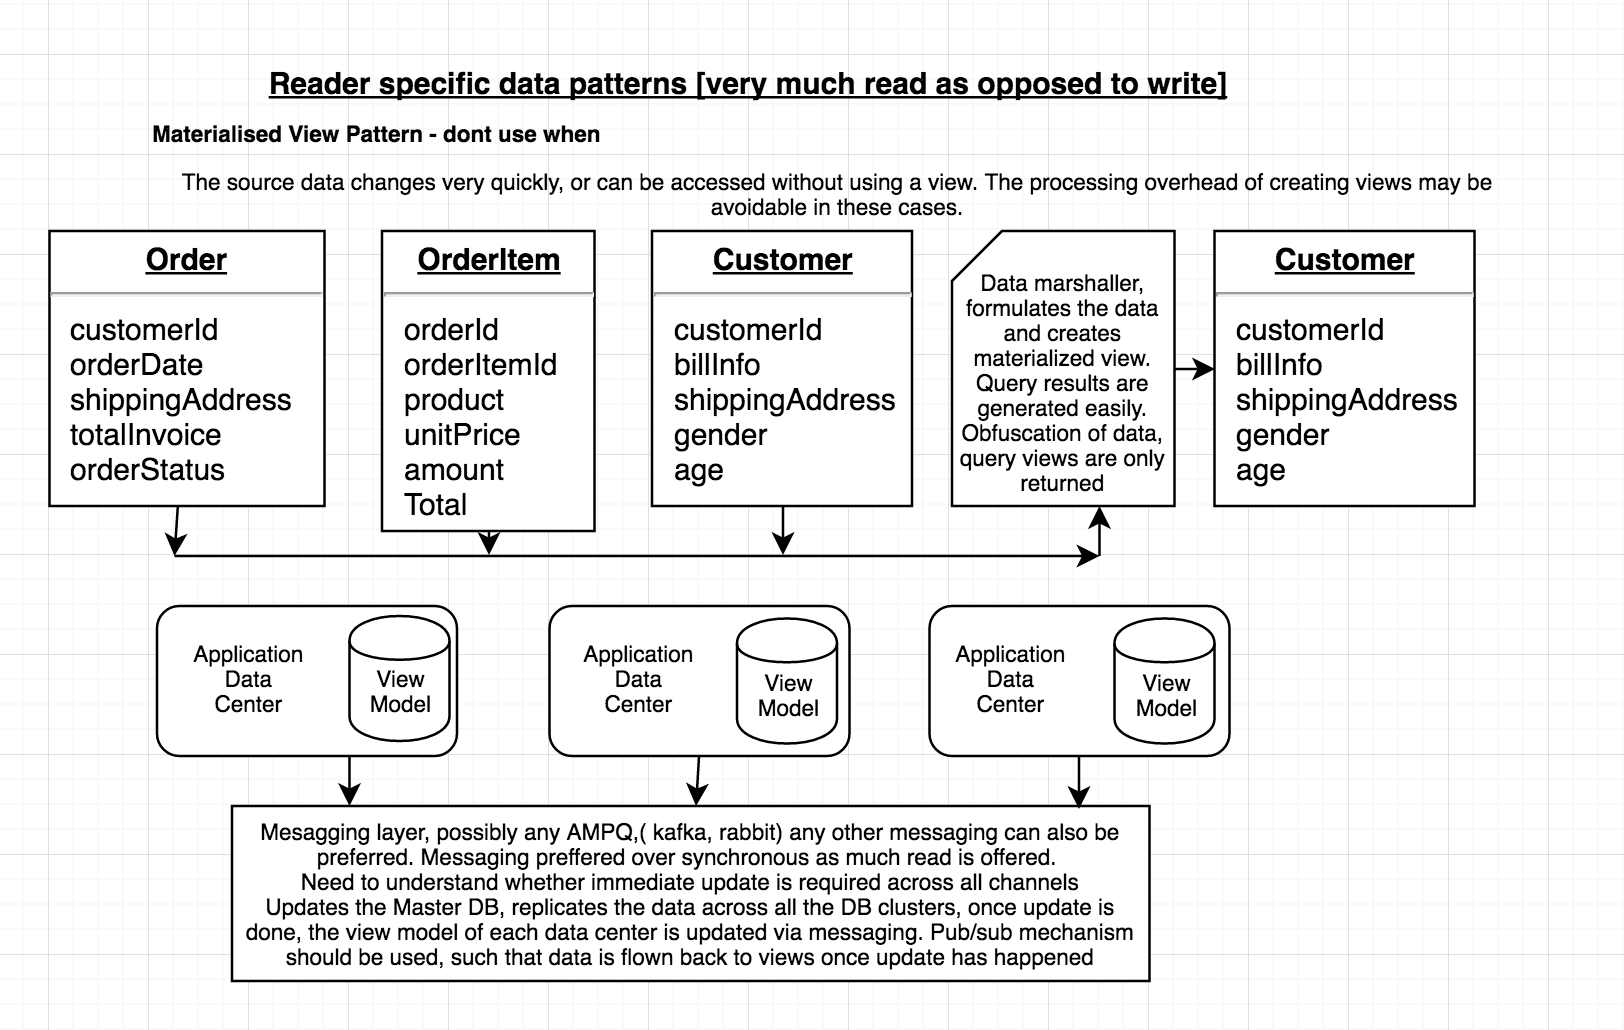 Reader specific data patterns [very much read as opposed to write]
Materialised View Pattern - dont use when
The source data changes very quickly, or can be accessed without using a view. The processing overhead of creating views may be
avoidable in these cases.
Order
customerId
orderDate
shippingAddress
totalInvoice
orderStatus
OrderItem
orderId
orderItemId
product
unitPrice
amount
Total
Customer
customerId
billInfo
shippingAddress
gender
age
Data marshaller,
formulates the data
and creates
materialized view.
Query results are
generated easily.
Obfuscation of data,
query views are only
returned
Customer
customerId
billInfo
shippingAddress
gender
age
Application
Data
Center
View
Model
Application
Data
Center
View
Model
Application
Data
Center
View
Model
Mesagging layer, possibly any AMPQ,( kafka, rabbit) any other messaging can also be
preferred. Messaging preffered over synchronous as much read is offered.
Need to understand whether immediate update is required across all channels
Updates the Master DB, replicates the data across all the DB clusters, once update is
done, the view model of each data center is updated via messaging. Pub/sub mechanism
should be used, such that data is flown back to views once update has happened